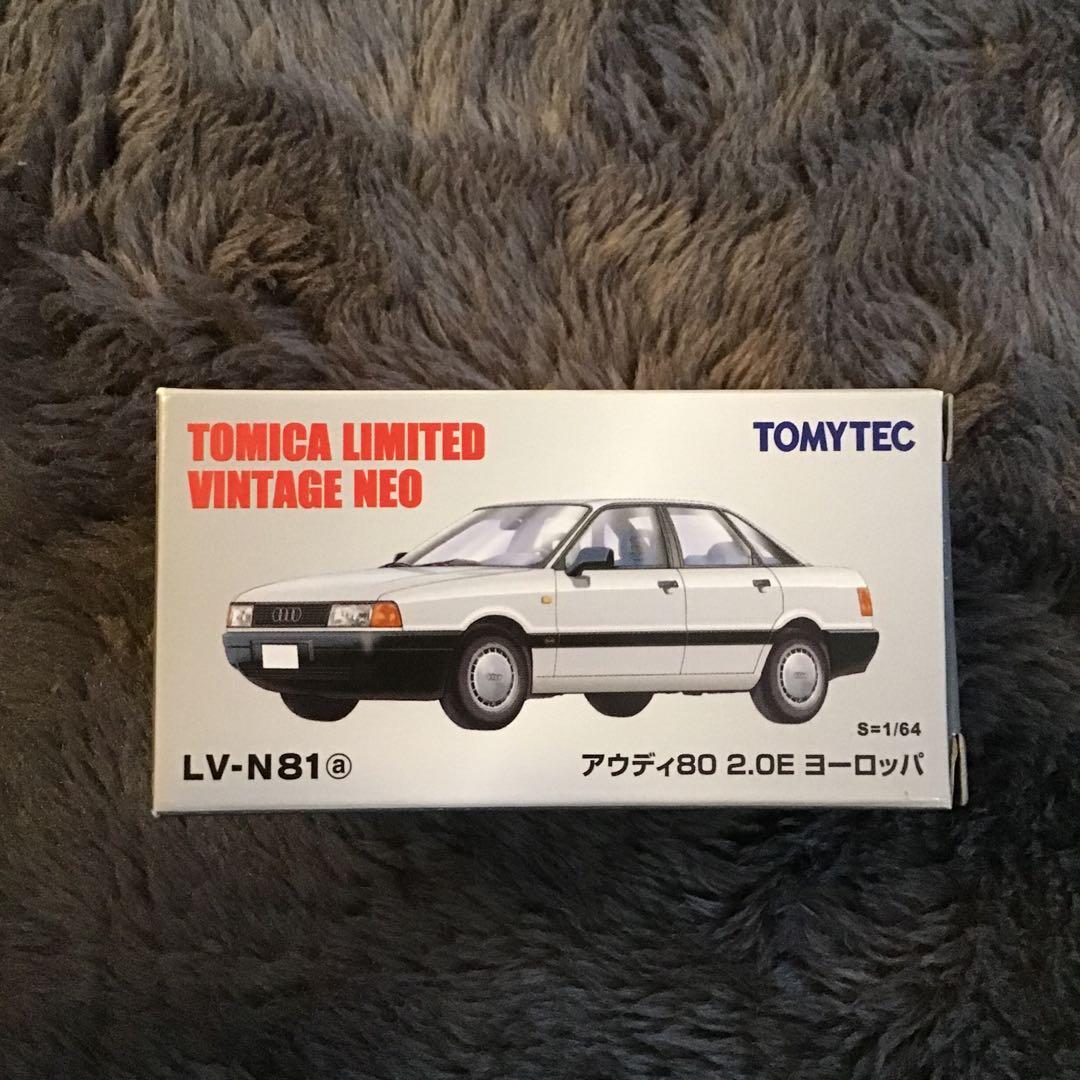 TOMICA LIMITED
VINTAGE NEO
TOMYTEC
S=1/64
LV-N81ⓐ
アウディ80 2.0E ヨーロッパ